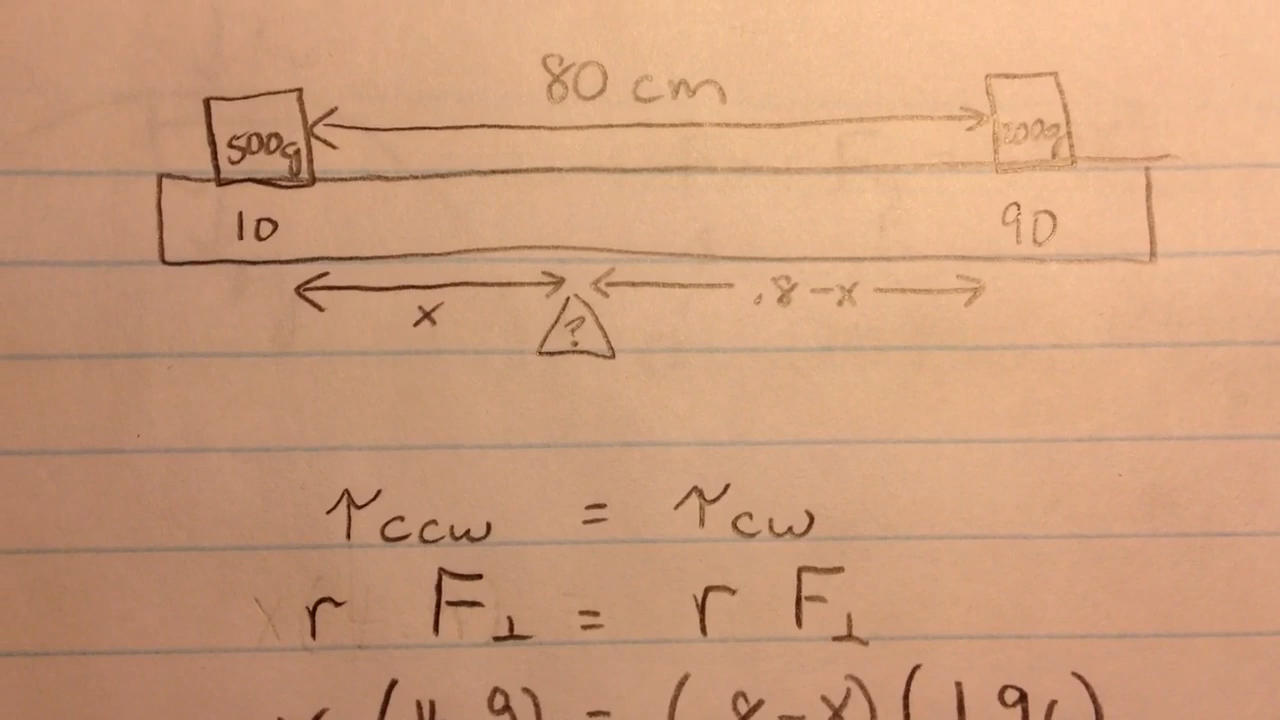 80 cm
500g 200g
10 90
x .8-x
?
τccw = τcw
r F⊥ = r F⊥